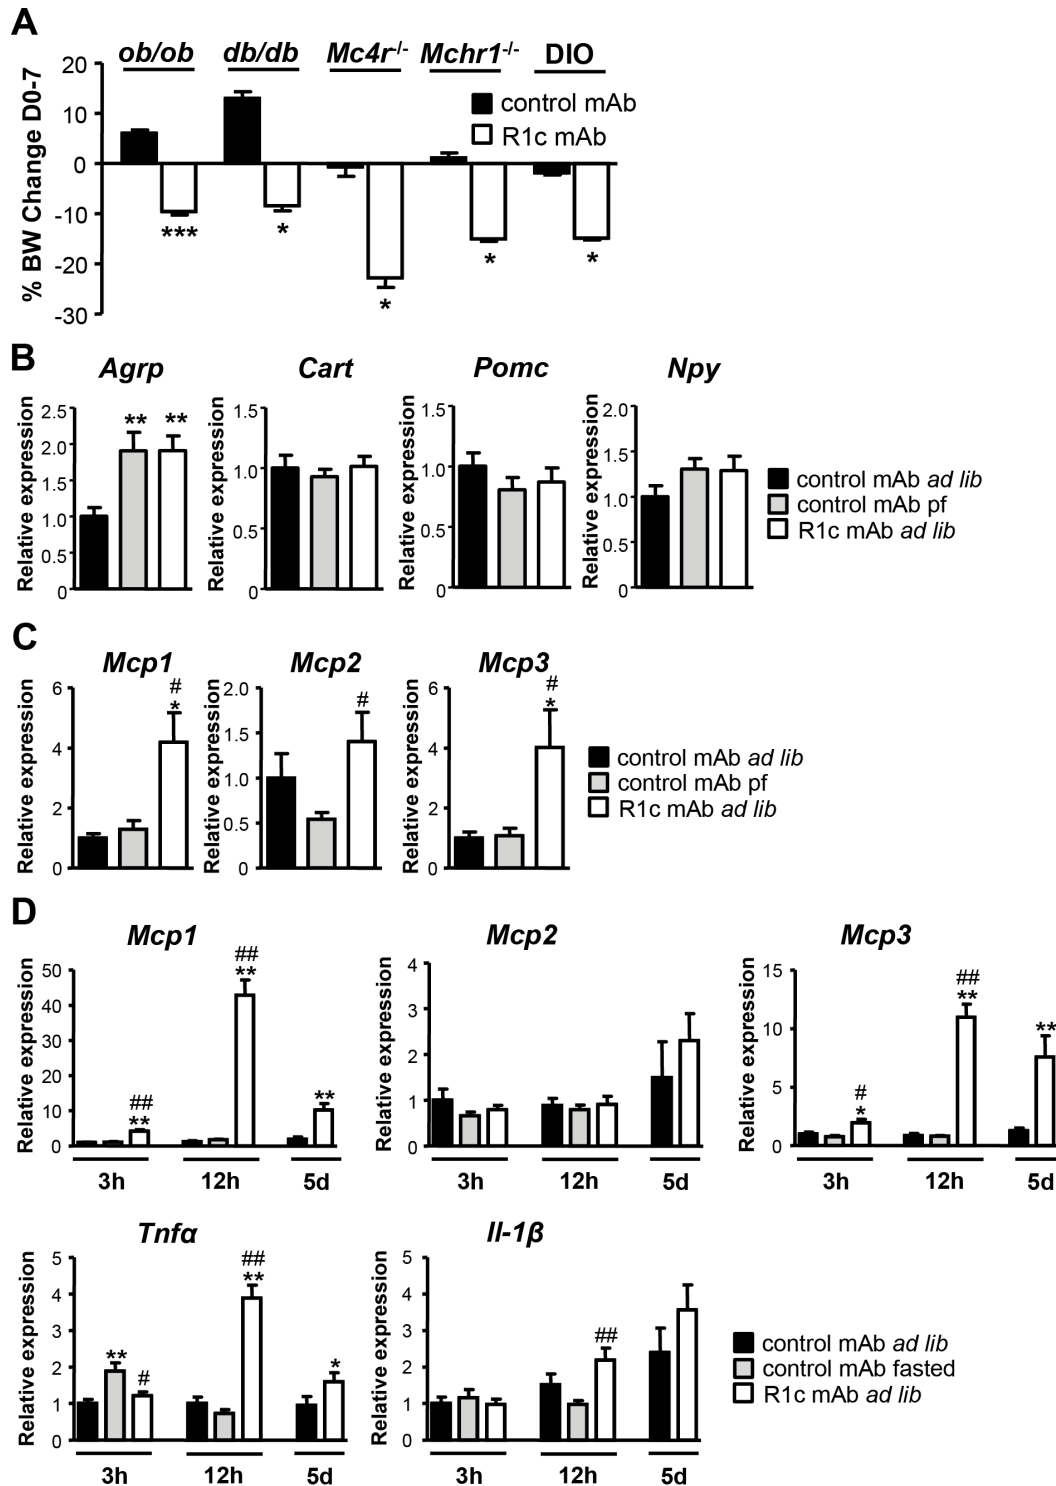 A
ob/ob db/db Mc4r-/- Mchr1-/- DIO
% BW Change D0-7
20
10
0
-10
-20
-30
control mAb
R1c mAb
*** * * * *
B
Agrp Cart Pomc Npy
Relative expression
2.5
2.0
1.5
1.0
0.5
0
** **
Relative expression
1.5
1.0
0.5
0
Relative expression
1.5
1.0
0.5
0
Relative expression
2.0
1.5
1.0
0.5
0
control mAb ad lib
control mAb pf
R1c mAb ad lib
C
Mcp1 Mcp2 Mcp3
Relative expression
6
4
2
0
#
*
Relative expression
2.0
1.5
1.0
0.5
0
#
Relative expression
6
4
2
0
#
*
control mAb ad lib
control mAb pf
R1c mAb ad lib
D
Mcp1 Mcp2 Mcp3
Relative expression
50
40
30
20
10
0
##
**
##
**
**
3h 12h 5d
Relative expression
4
3
2
1
0
3h 12h 5d
Relative expression
15
10
5
0
#
*
##
**
**
3h 12h 5d
Tnfα Il-1β
Relative expression
5
4
3
2
1
0
**
#
##
**
*
3h 12h 5d
Relative expression
5
4
3
2
1
0
##
3h 12h 5d
control mAb ad lib
control mAb fasted
R1c mAb ad lib